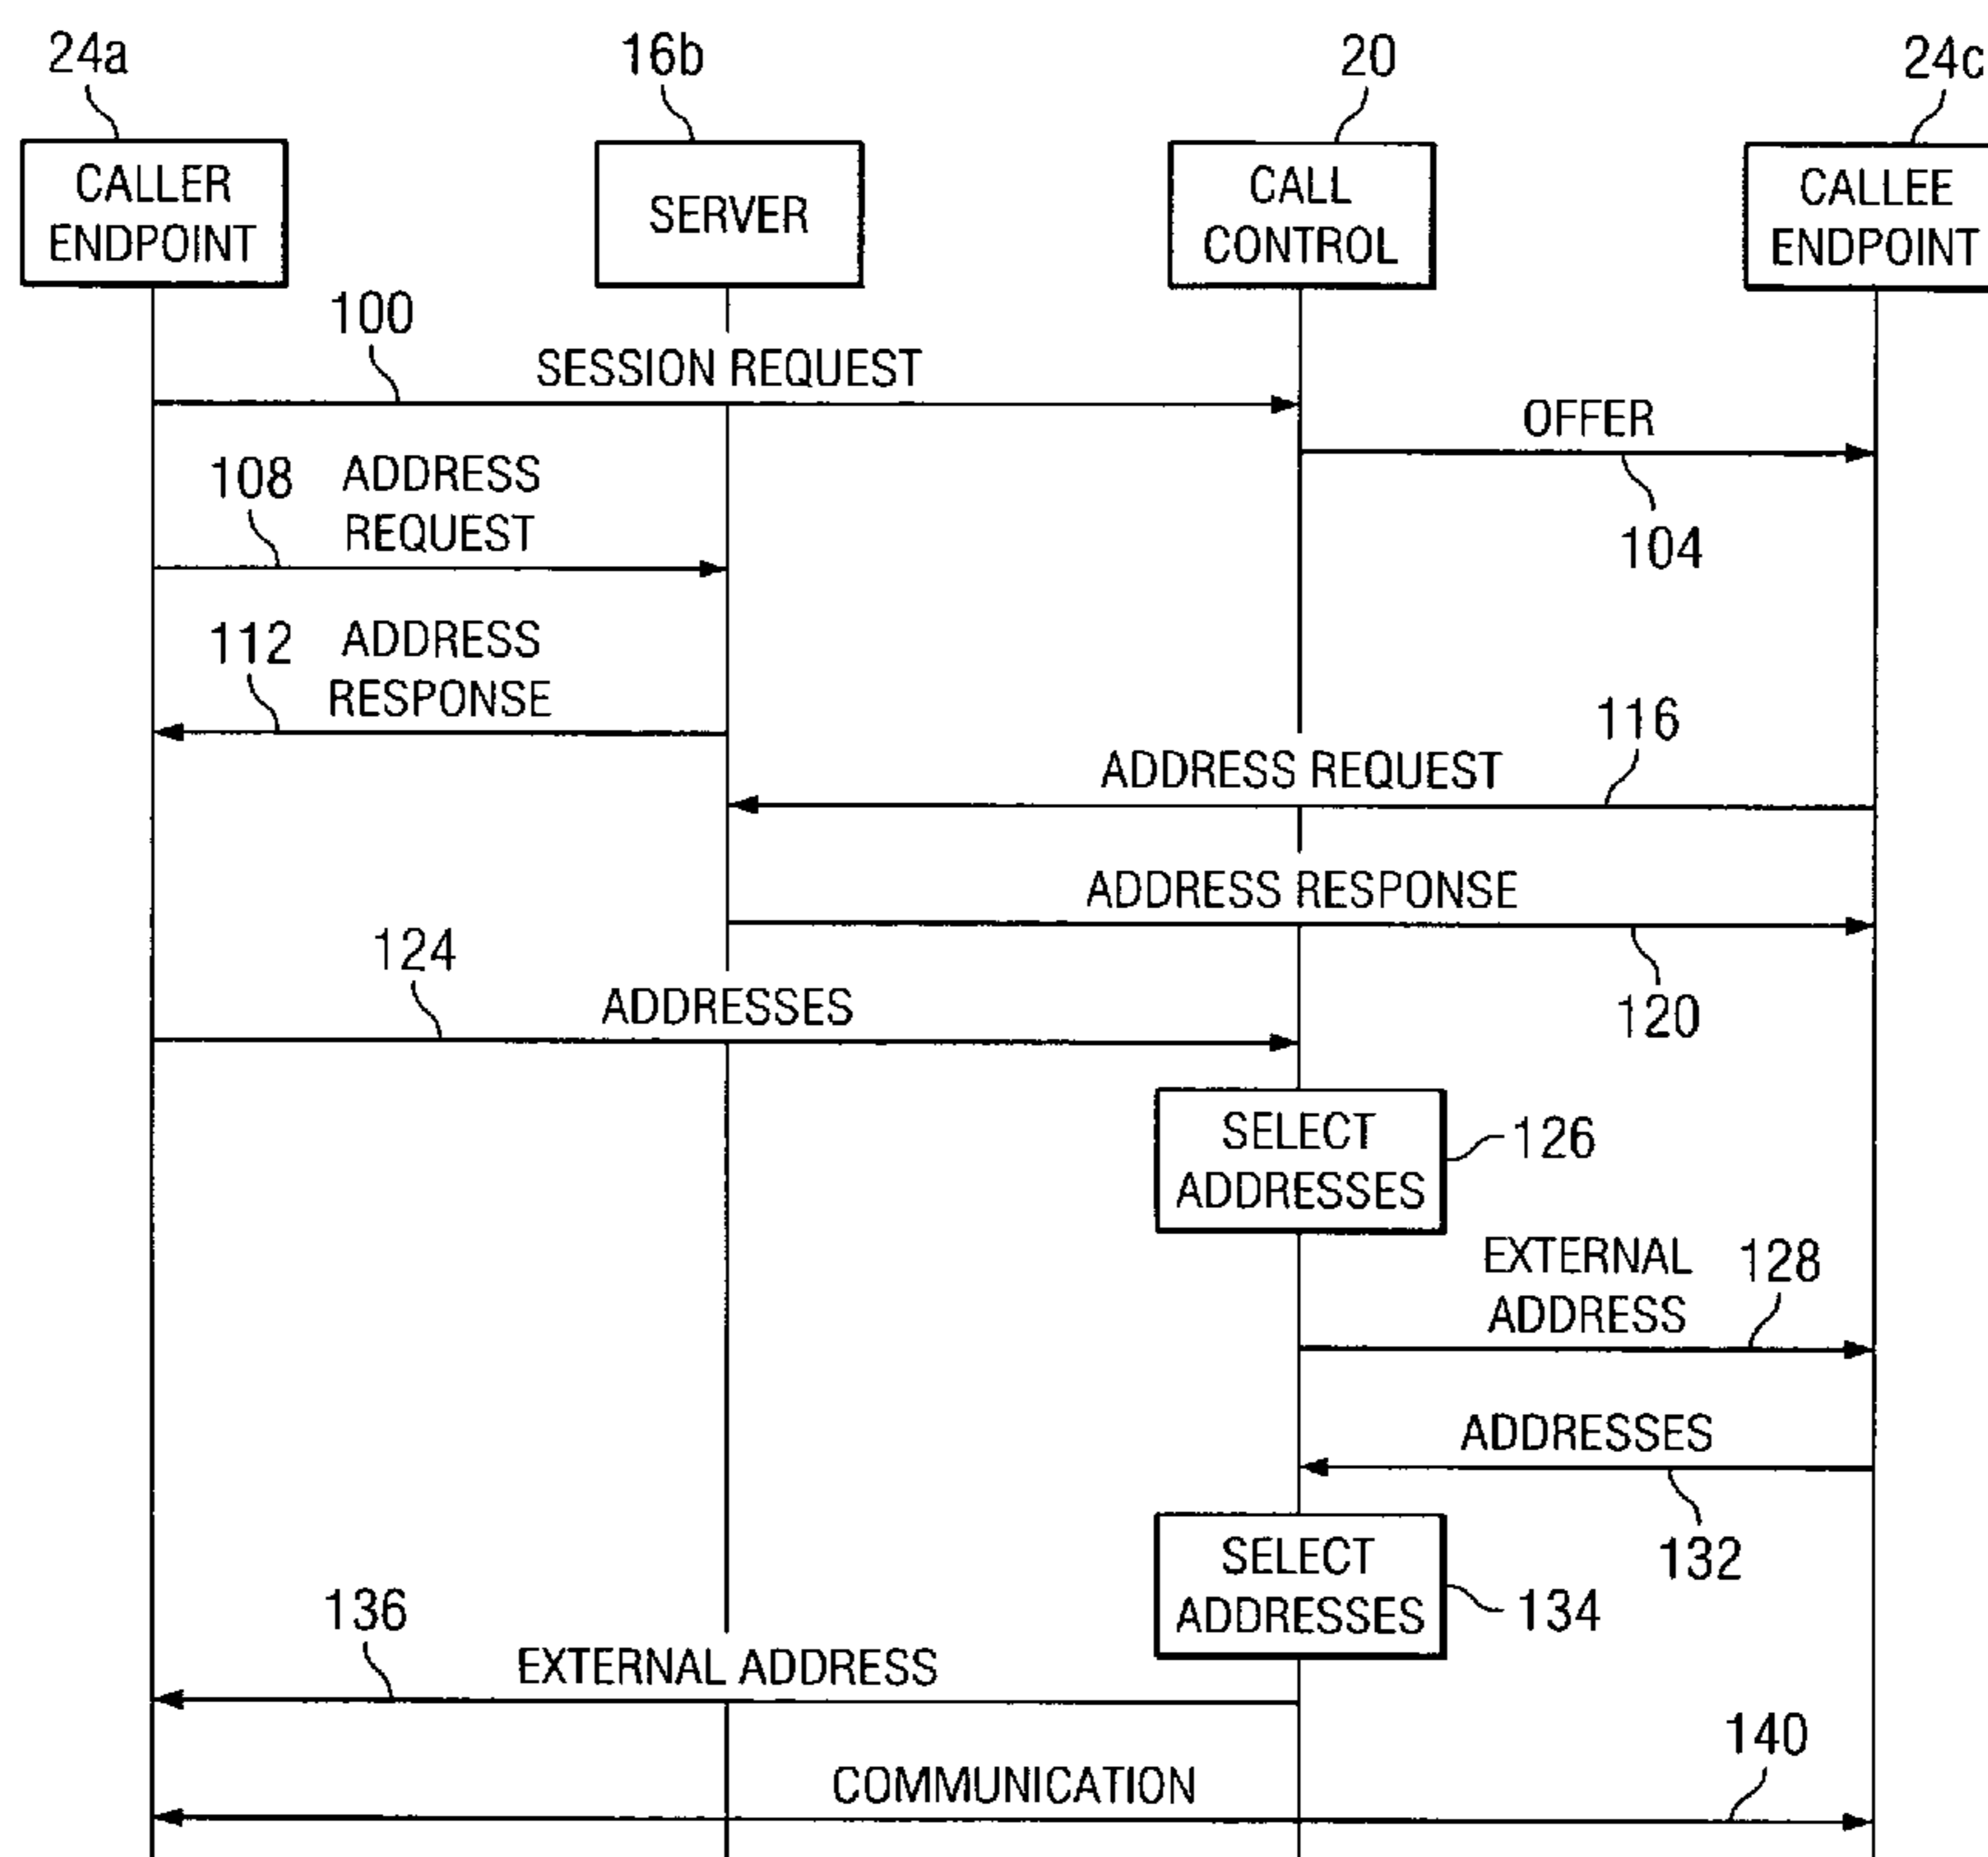 24a
16b
20
24c
CALLER
ENDPOINT
SERVER
CALL
CONTROL
CALLEE
ENDPOINT
100
SESSION REQUEST
OFFER
104
108
ADDRESS
REQUEST
112
ADDRESS
RESPONSE
116
ADDRESS REQUEST
ADDRESS RESPONSE
120
124
ADDRESSES
SELECT
ADDRESSES
126
EXTERNAL
ADDRESS
128
ADDRESSES
132
SELECT
ADDRESSES
134
136
EXTERNAL ADDRESS
140
COMMUNICATION